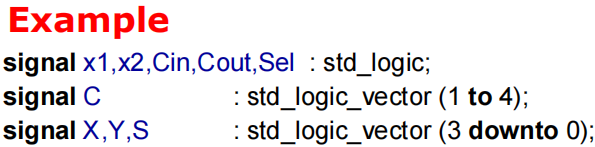 Example
signal x1,x2,Cin,Cout,Sel : std_logic;
signal C : std_logic_vector (1 to 4);
signal X,Y,S : std_logic_vector (3 downto 0);